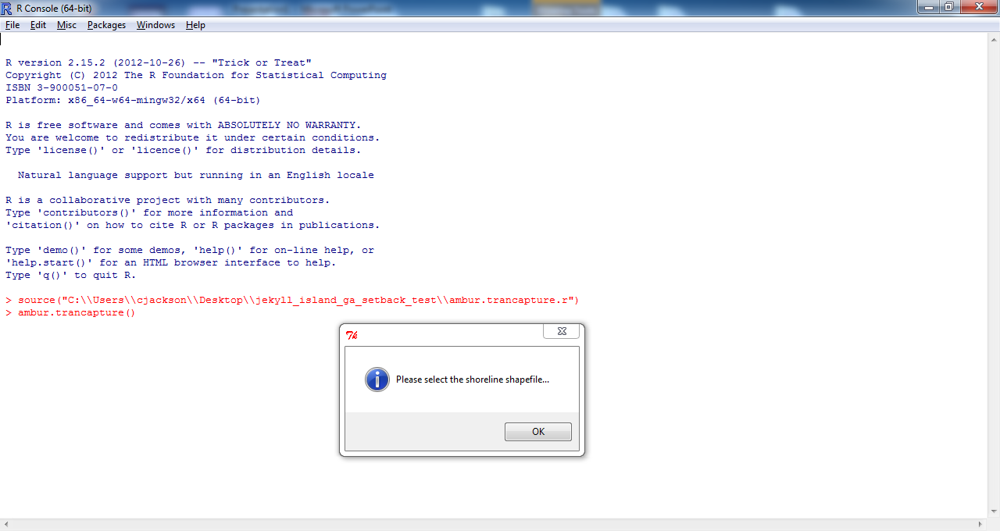 R Console (64-bit)
File Edit Misc Packages Windows Help
R version 2.15.2 (2012-10-26) -- "Trick or Treat"
Copyright (C) 2012 The R Foundation for Statistical Computing
ISBN 3-900051-07-0
Platform: x86_64-w64-mingw32/x64 (64-bit)
R is free software and comes with ABSOLUTELY NO WARRANTY.
You are welcome to redistribute it under certain conditions.
Type 'license()' or 'licence()' for distribution details.
Natural language support but running in an English locale
R is a collaborative project with many contributors.
Type 'contributors()' for more information and
'citation()' on how to cite R or R packages in publications.
Type 'demo()' for some demos, 'help()' for on-line help, or
'help.start()' for an HTML browser interface to help.
Type 'q()' to quit R.
> source("C:\\Users\\cjackson\\Desktop\\jekyll_island_ga_setback_test\\ambur.trancapture.r")
> ambur.trancapture()
Please select the shoreline shapefile...
OK